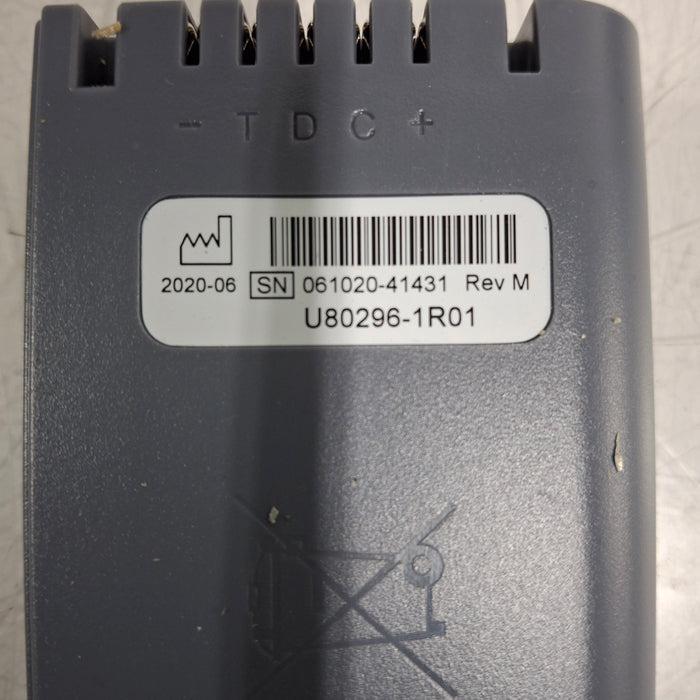 - T D C +
2020-06 SN 061020-41431 Rev M
U80296-1R01